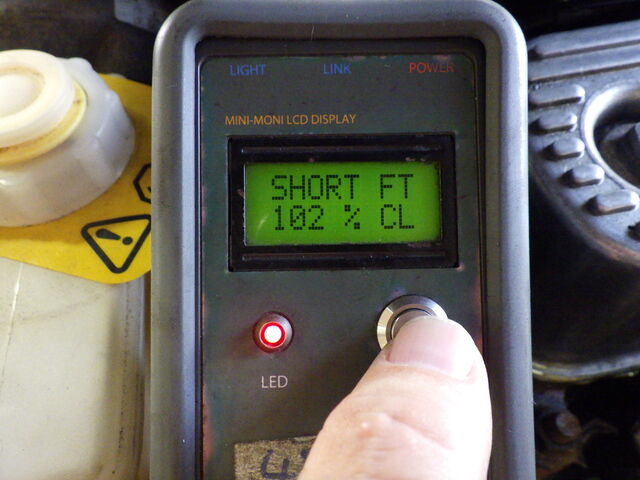 LIGHT LINK POWER
MINI-MONI LCD DISPLAY
SHORT FT
102 % CL
LED